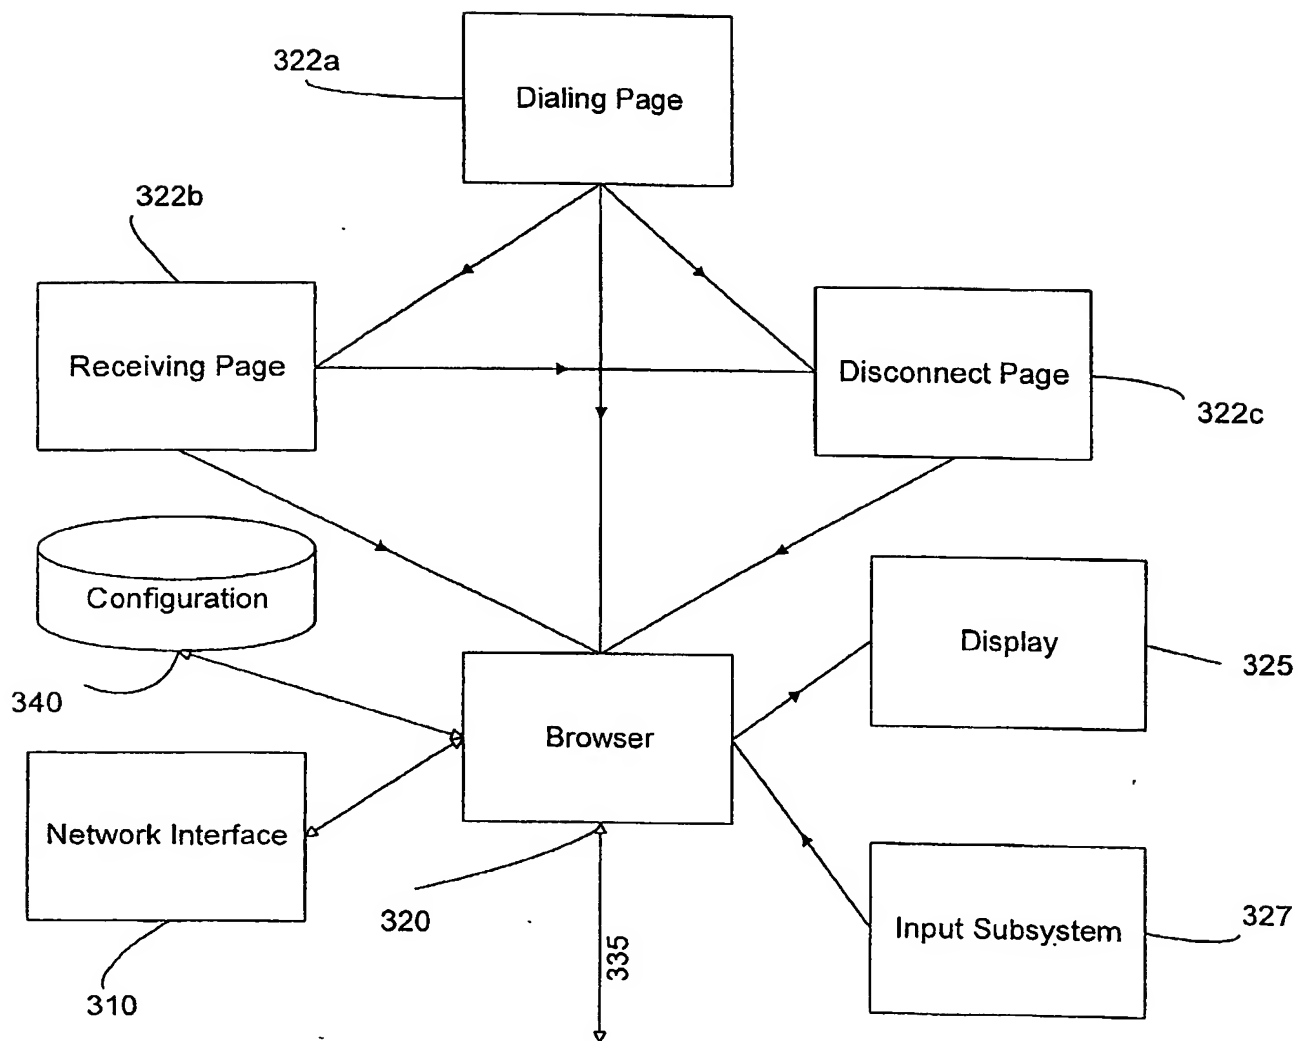 322a
Dialing Page
322b
Receiving Page
Disconnect Page
322c
Configuration
Display
325
340
Browser
Network Interface
320
335
Input Subsystem
327
310